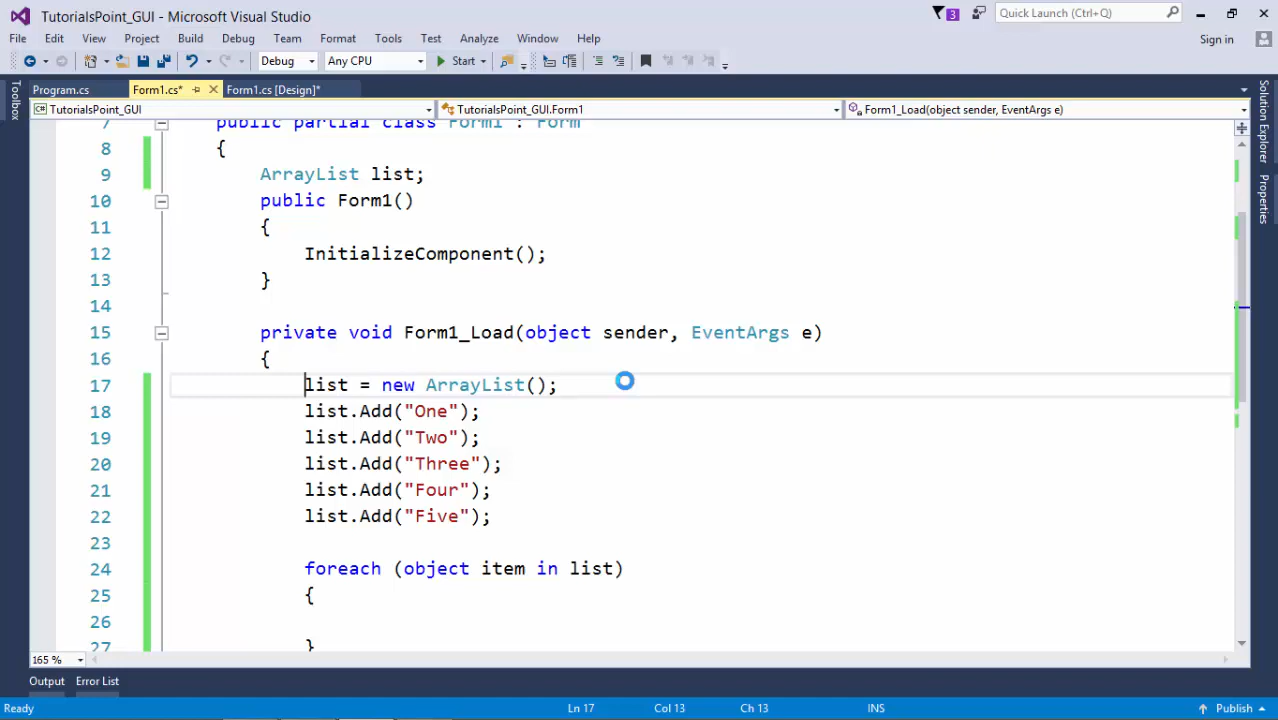 TutorialsPoint_GUI - Microsoft Visual Studio
3
Quick Launch (Ctrl+Q)
File Edit View Project Build Debug Team Format Tools Test Analyze Window Help
Sign in
Debug Any CPU Start
Toolbox
Program.cs Form1.cs* Form1.cs [Design]*
TutorialsPoint_GUI TutorialsPoint_GUI.Form1 Form1_Load(object sender, EventArgs e)
Solution Explorer
Properties
7 public partial class Form1 : Form
8 {
9 ArrayList list;
10 public Form1()
11 {
12 InitializeComponent();
13 }
14
15 private void Form1_Load(object sender, EventArgs e)
16 {
17 list = new ArrayList();
18 list.Add("One");
19 list.Add("Two");
20 list.Add("Three");
21 list.Add("Four");
22 list.Add("Five");
23
24 foreach (object item in list)
25 {
26
27 }
165 %
Output Error List
Ready Ln 17 Col 13 Ch 13 INS Publish